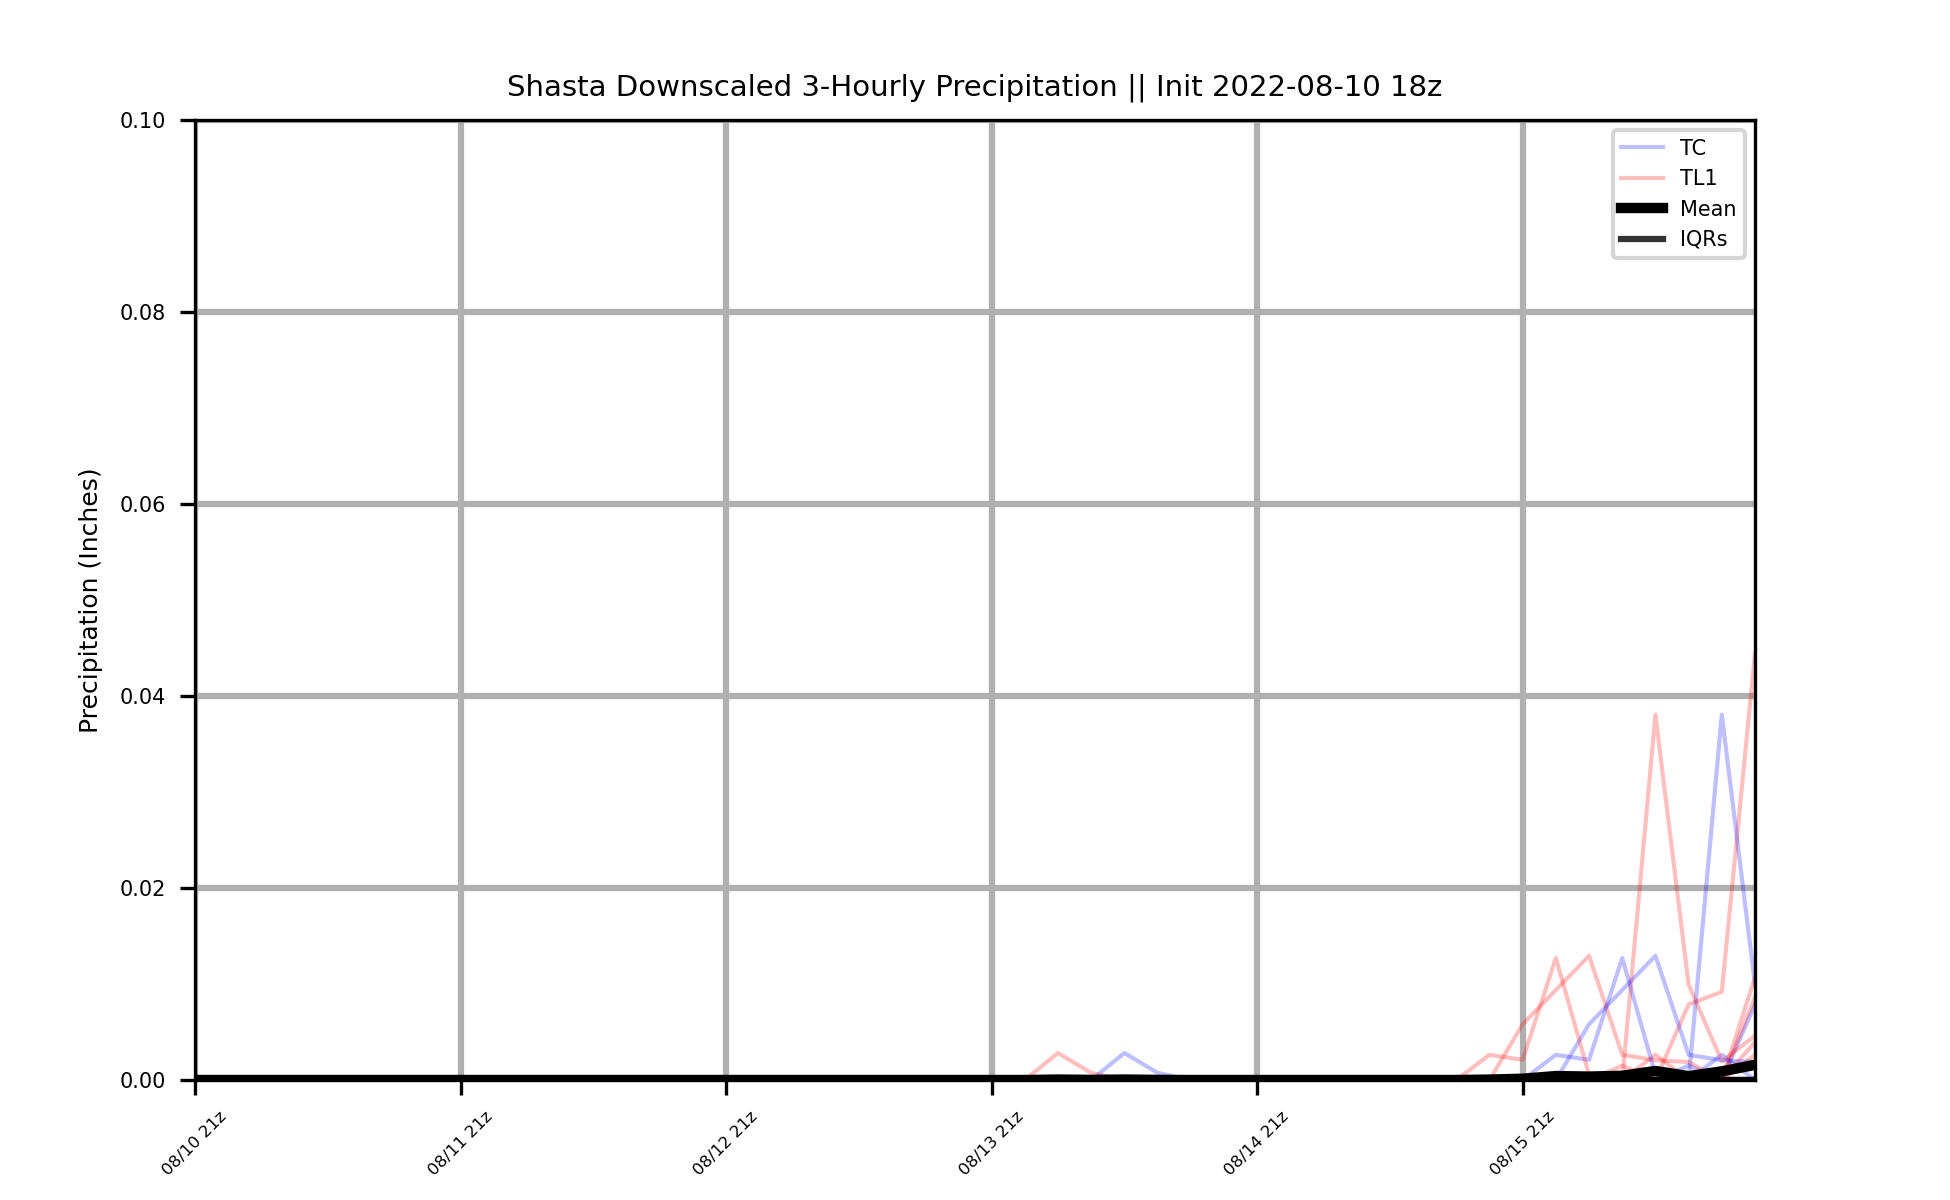 Shasta Downscaled 3-Hourly Precipitation || Init 2022-08-10 18z
TC
TL1
Mean
IQRs
Precipitation (Inches)
0.10
0.08
0.06
0.04
0.02
0.00
08/10 21z
08/11 21z
08/12 21z
08/13 21z
08/14 21z
08/15 21z